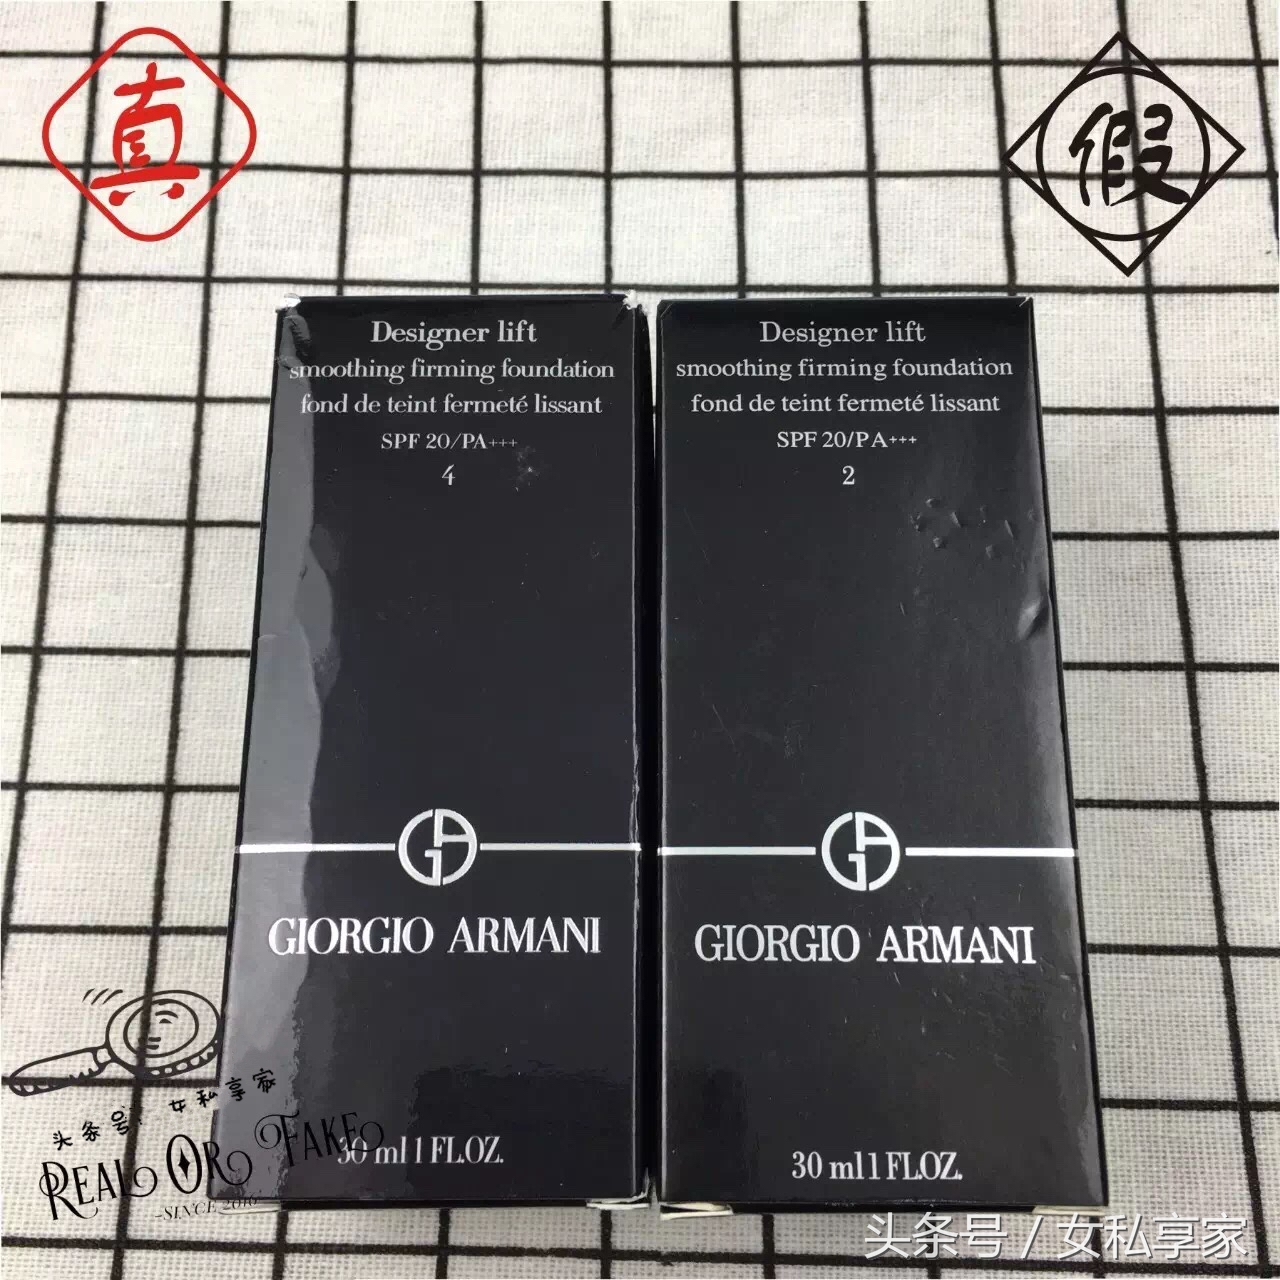 真
假
Designer lift
smoothing firming foundation
fond de teint fermeté lissant
SPF 20/PA+++
4
GIORGIO ARMANI
30 ml 1 FL.OZ.
Designer lift
smoothing firming foundation
fond de teint fermeté lissant
SPF 20/PA+++
2
GIORGIO ARMANI
30 ml 1 FL.OZ.
头条号：女私享家
REAL OR FAKE
-SINCE 2016-
头条号 / 女私享家